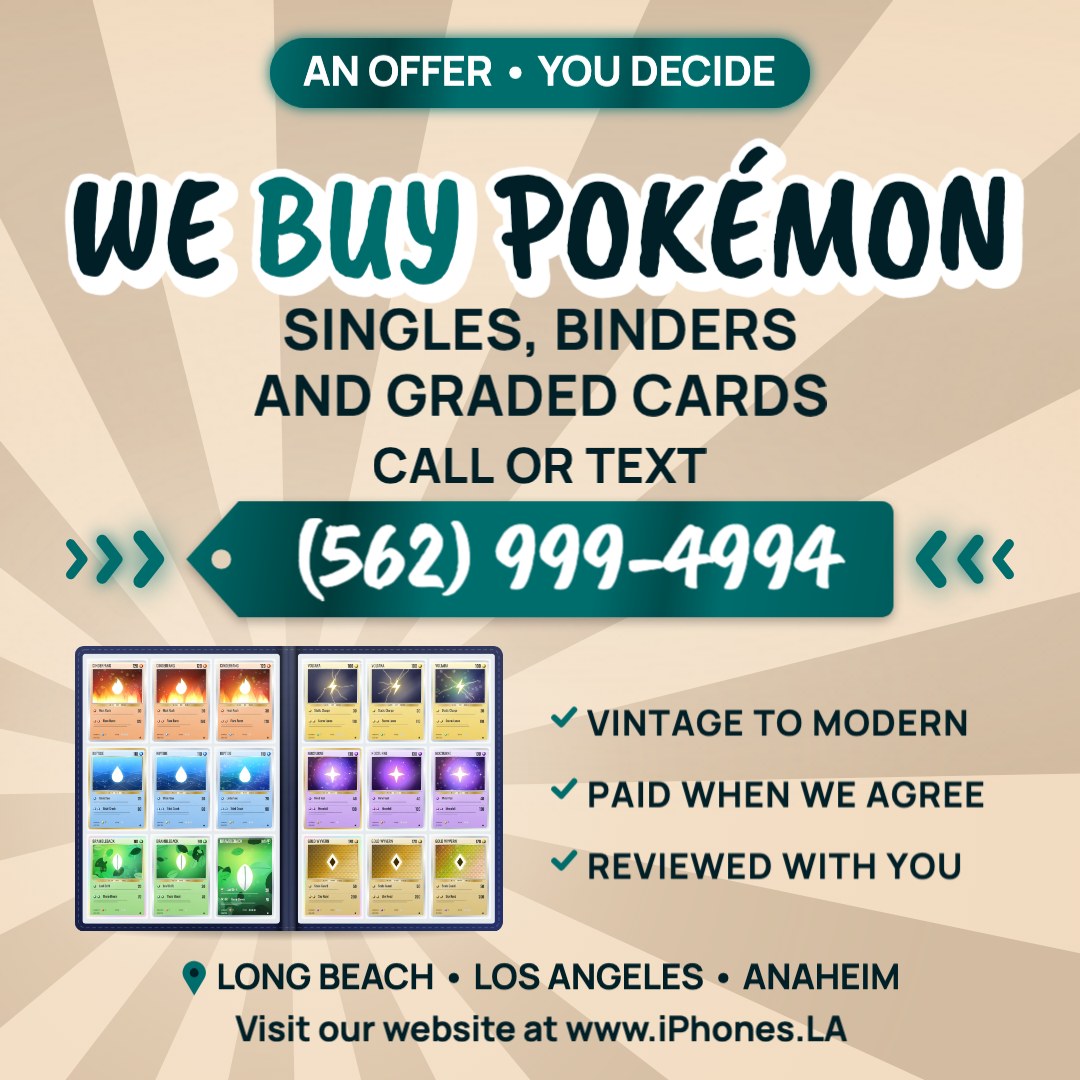 AN OFFER • YOU DECIDE
WE BUY POKÉMON
SINGLES, BINDERS
AND GRADED CARDS
CALL OR TEXT
(562) 999-4994
VINTAGE TO MODERN
PAID WHEN WE AGREE
REVIEWED WITH YOU
LONG BEACH • LOS ANGELES • ANAHEIM
Visit our website at www.iPhones.LA